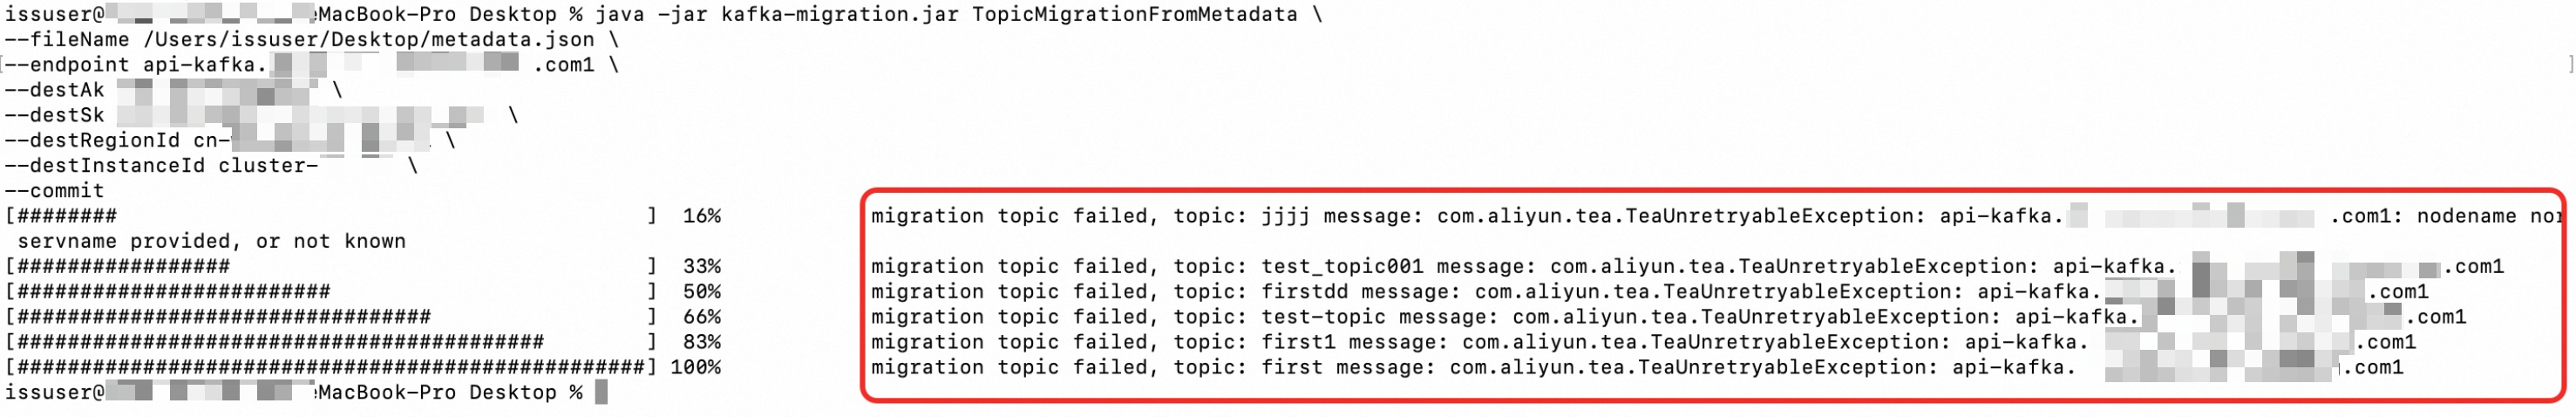 issuser@ MacBook-Pro Desktop % java -jar kafka-migration.jar TopicMigrationFromMetadata \
--fileName /Users/issuser/Desktop/metadata.json \
[--endpoint api-kafka. .com1 \ ]
--destAk \
--destSk \
--destRegionId cn- \
--destInstanceId cluster- \
--commit
[######## ] 16% migration topic failed, topic: jjjj message: com.aliyun.tea.TeaUnretryableException: api-kafka. .com1: nodename nor
servname provided, or not known
[################# ] 33% migration topic failed, topic: test_topic001 message: com.aliyun.tea.TeaUnretryableException: api-kafka. .com1
[######################### ] 50% migration topic failed, topic: firstdd message: com.aliyun.tea.TeaUnretryableException: api-kafka. .com1
[################################# ] 66% migration topic failed, topic: test-topic message: com.aliyun.tea.TeaUnretryableException: api-kafka. .com1
[########################################## ] 83% migration topic failed, topic: first1 message: com.aliyun.tea.TeaUnretryableException: api-kafka. .com1
[##################################################] 100% migration topic failed, topic: first message: com.aliyun.tea.TeaUnretryableException: api-kafka. .com1
issuser@ MacBook-Pro Desktop %